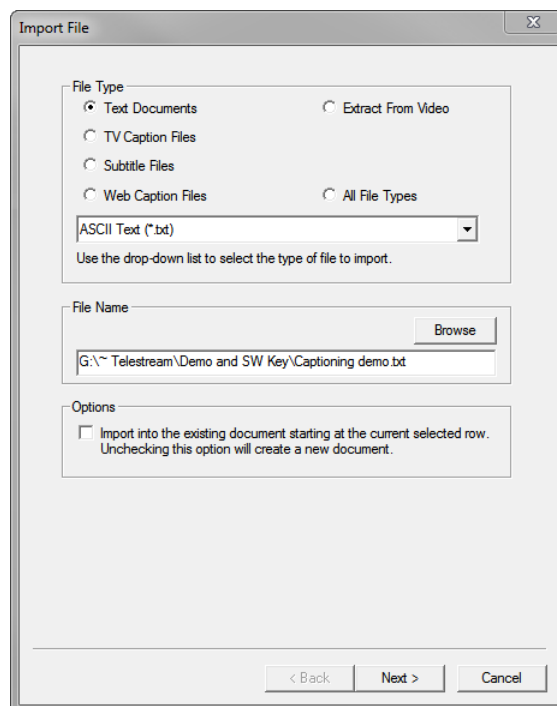 Import File
File Type
Text Documents
Extract From Video
TV Caption Files
Subtitle Files
Web Caption Files
All File Types
ASCII Text (*.txt)
Use the drop-down list to select the type of file to import.
File Name
Browse
G:\~ Telestream\Demo and SW Key\Captioning demo.txt
Options
Import into the existing document starting at the current selected row.
Unchecking this option will create a new document.
< Back
Next >
Cancel